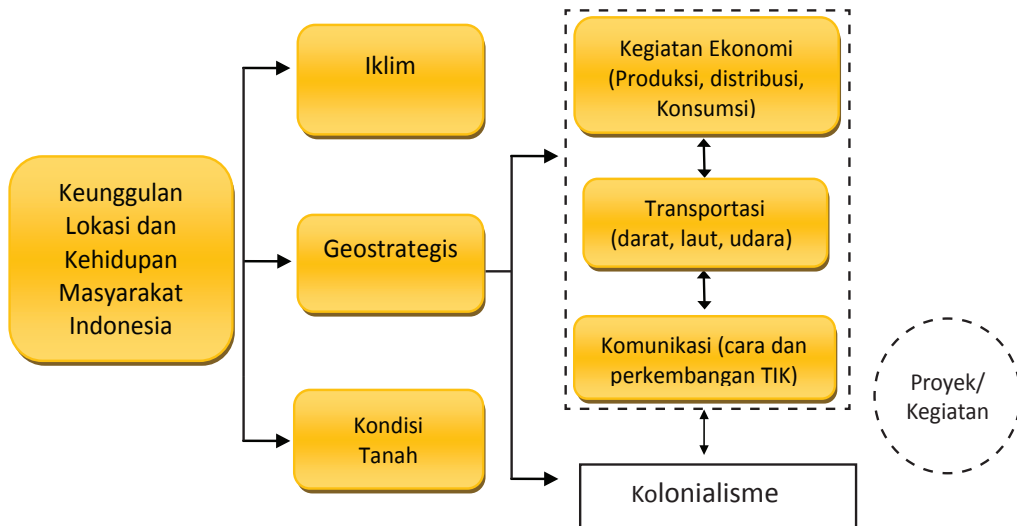 Keunggulan
Lokasi dan
Kehidupan
Masyarakat
Indonesia
Iklim
Geostrategis
Kondisi
Tanah
Kegiatan Ekonomi
(Produksi, distribusi,
Konsumsi)
Transportasi
(darat, laut, udara)
Komunikasi (cara dan
perkembangan TIK)
Kolonialisme
Proyek/
Kegiatan